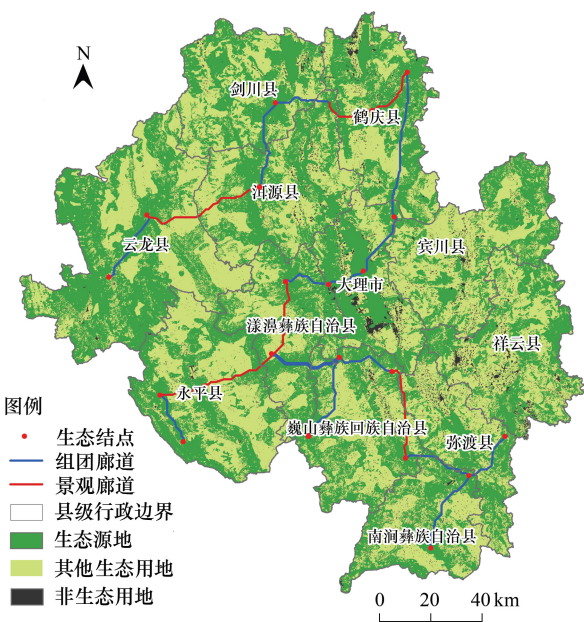 N
剑川县
鹤庆县
洱源县
云龙县
宾川县
大理市
漾濞彝族自治县
祥云县
永平县
巍山彝族回族自治县
弥渡县
南涧彝族自治县
图例
生态结点
组团廊道
景观廊道
县级行政边界
生态源地
其他生态用地
非生态用地
0 20 40 km